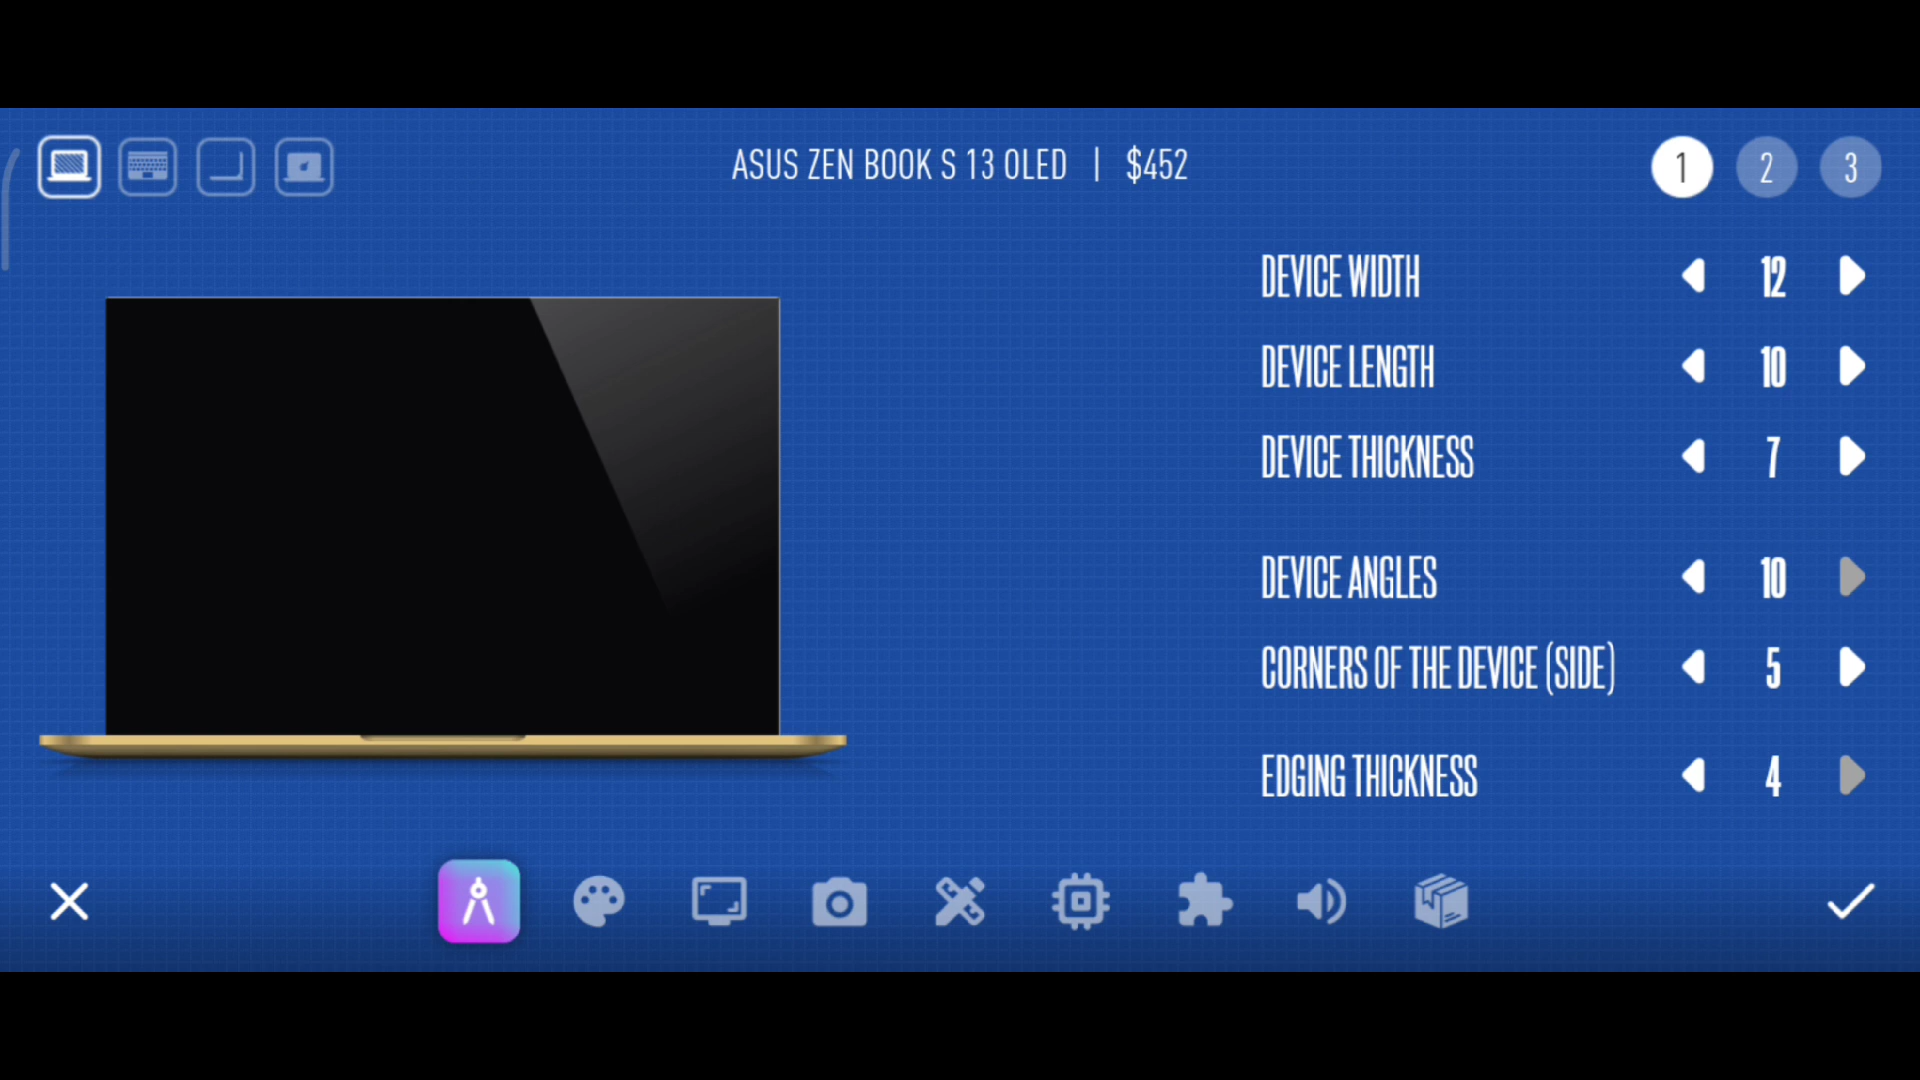 ASUS ZEN BOOK S 13 OLED | $452
1 2 3
DEVICE WIDTH 12
DEVICE LENGTH 10
DEVICE THICKNESS 7
DEVICE ANGLES 10
CORNERS OF THE DEVICE (SIDE) 5
EDGING THICKNESS 4